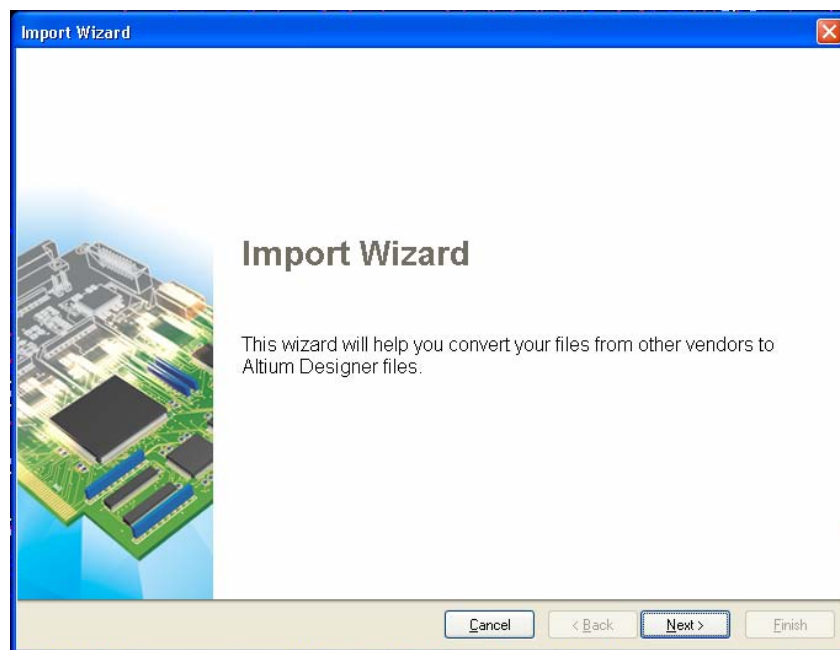 Import Wizard
Import Wizard
This wizard will help you convert your files from other vendors to
Altium Designer files.
Cancel
< Back
Next >
Finish